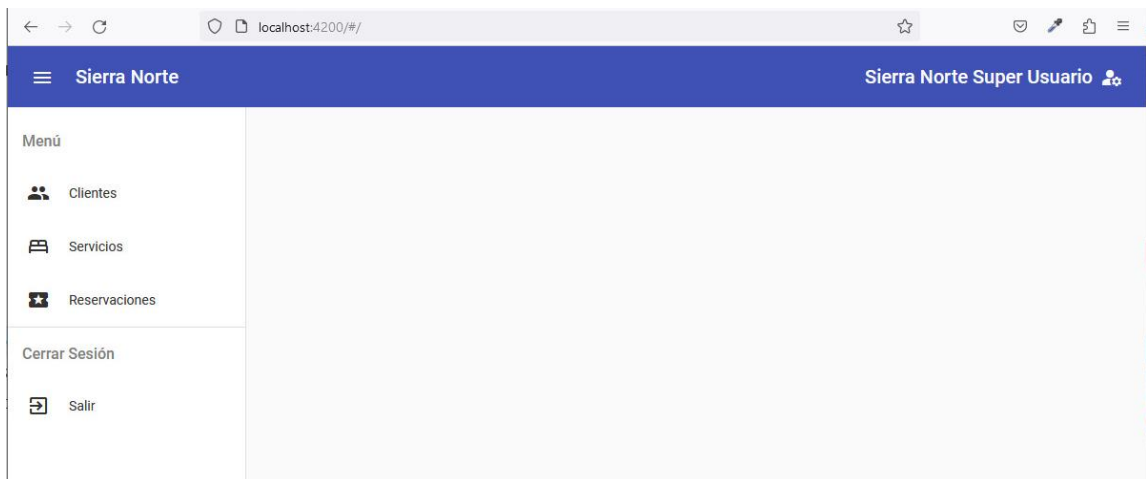 localhost:4200/#/
Sierra Norte
Sierra Norte Super Usuario
Menú
Clientes
Servicios
Reservaciones
Cerrar Sesión
Salir